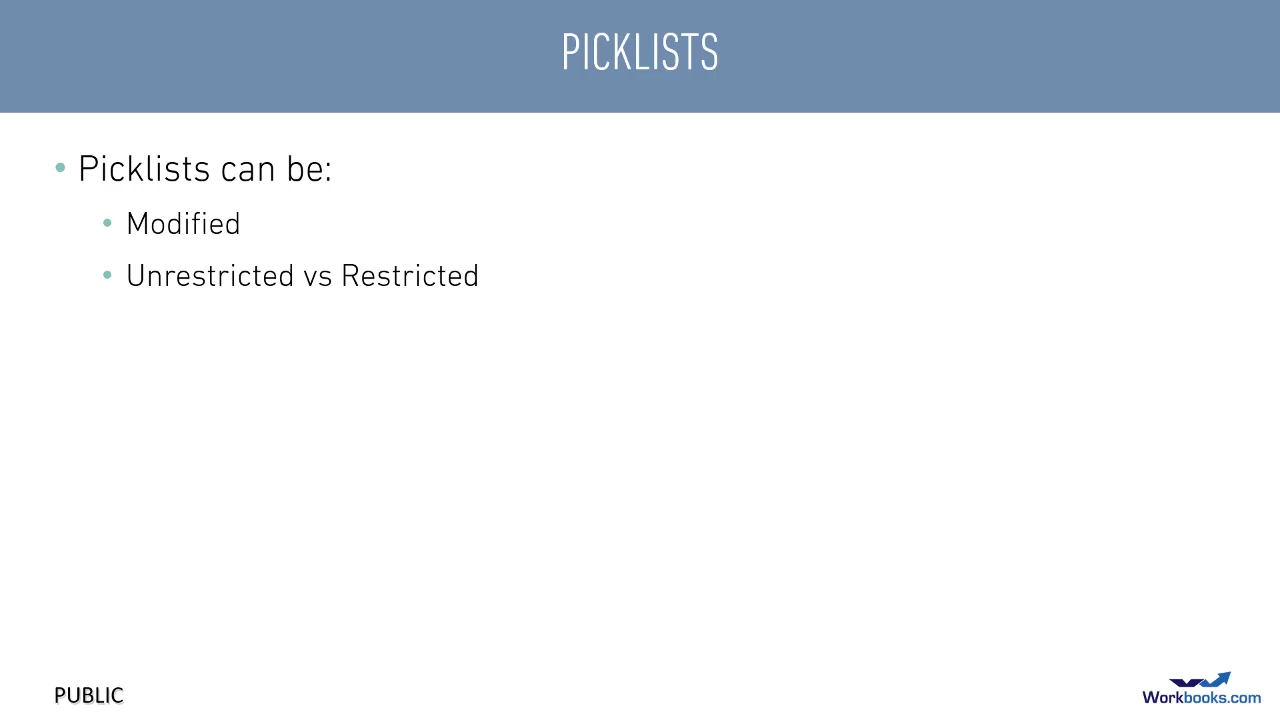 PICKLISTS
• Picklists can be:
• Modified
• Unrestricted vs Restricted
PUBLIC
Workbooks.com